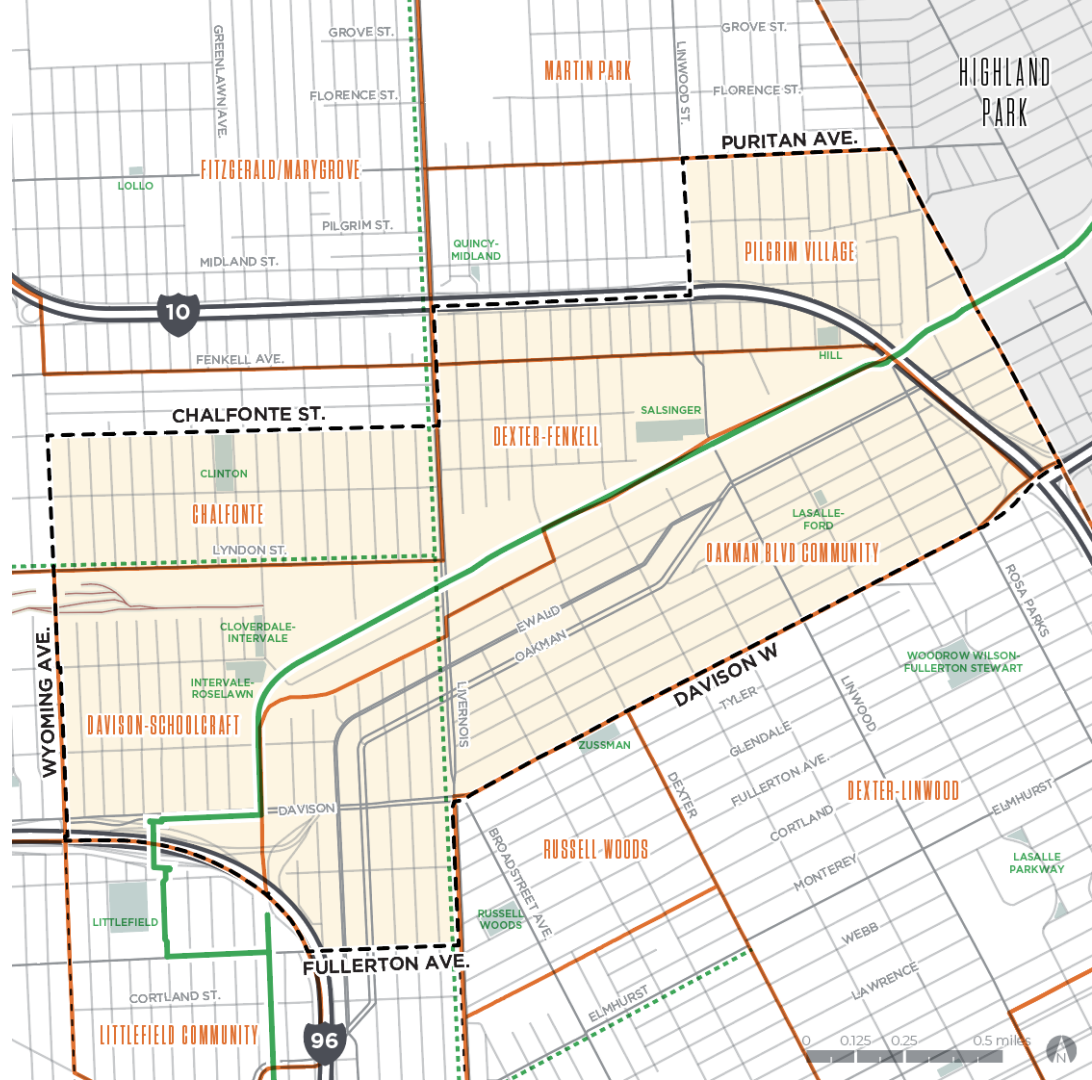 GROVE ST.
GROVE ST.
GREENLAWN AVE.
LINWOOD ST.
MARTIN PARK
HIGHLAND
PARK
FLORENCE ST.
FLORENCE ST.
PURITAN AVE.
FITZGERALD/MARYGROVE
LOLLO
PILGRIM ST.
QUINCY-
MIDLAND
PILGRIM VILLAGE
MIDLAND ST.
10
FENKELL AVE.
HILL
CHALFONTE ST.
SALSINGER
DEXTER-FENKELL
CLINTON
CHALFONTE
LASALLE-
FORD
LYNDON ST.
OAKMAN BLVD COMMUNITY
ROSA PARKS
EWALD
OAKMAN
CLOVERDALE-
INTERVALE
WOODROW WILSON-
FULLERTON STEWART
INTERVALE-
ROSELAWN
WYOMING AVE.
DAVISON W
LIVERNOIS
LINWOOD
TYLER
DAVISON-SCHOOLCRAFT
GLENDALE
ZUSSMAN
FULLERTON AVE.
DEXTER
DEXTER-LINWOOD
ELMHURST
DAVISON
CORTLAND
RUSSELL WOODS
BROADSTREET AVE.
LASALLE
PARKWAY
MONTEREY
LITTLEFIELD
RUSSELL
WOODS
WEBB
FULLERTON AVE.
LAWRENCE
CORTLAND ST.
ELMHURST
LITTLEFIELD COMMUNITY
96
0 0.125 0.25 0.5 miles
N